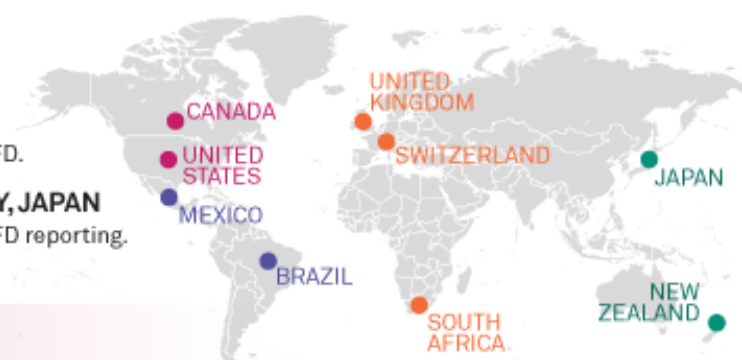 UNITED
KINGDOM
CANADA
FD.
UNITED
STATES
SWITZERLAND
JAPAN
Y, JAPAN
MEXICO
FD reporting.
BRAZIL
NEW
ZEALAND
SOUTH
AFRICA